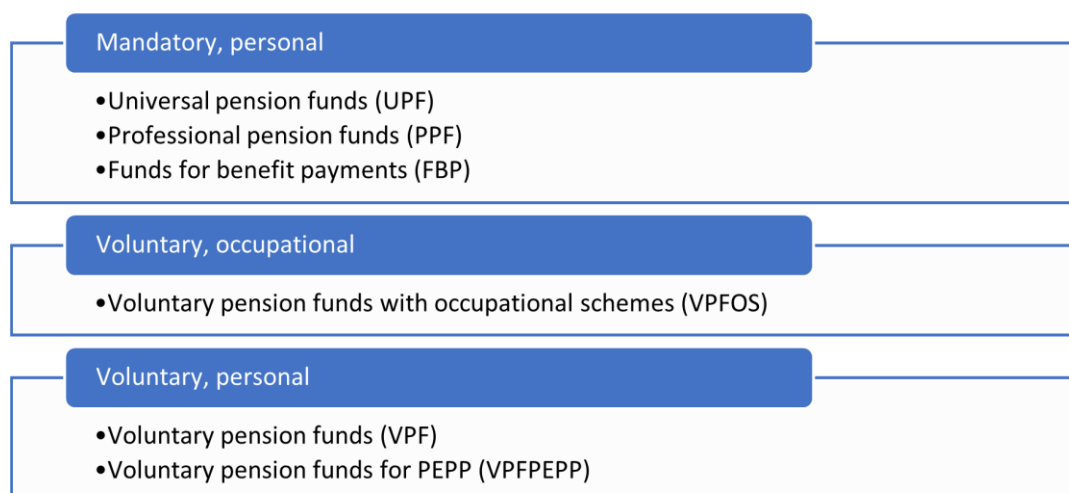 Mandatory, personal
•Universal pension funds (UPF)
•Professional pension funds (PPF)
•Funds for benefit payments (FBP)
Voluntary, occupational
•Voluntary pension funds with occupational schemes (VPFOS)
Voluntary, personal
•Voluntary pension funds (VPF)
•Voluntary pension funds for PEPP (VPFPEPP)